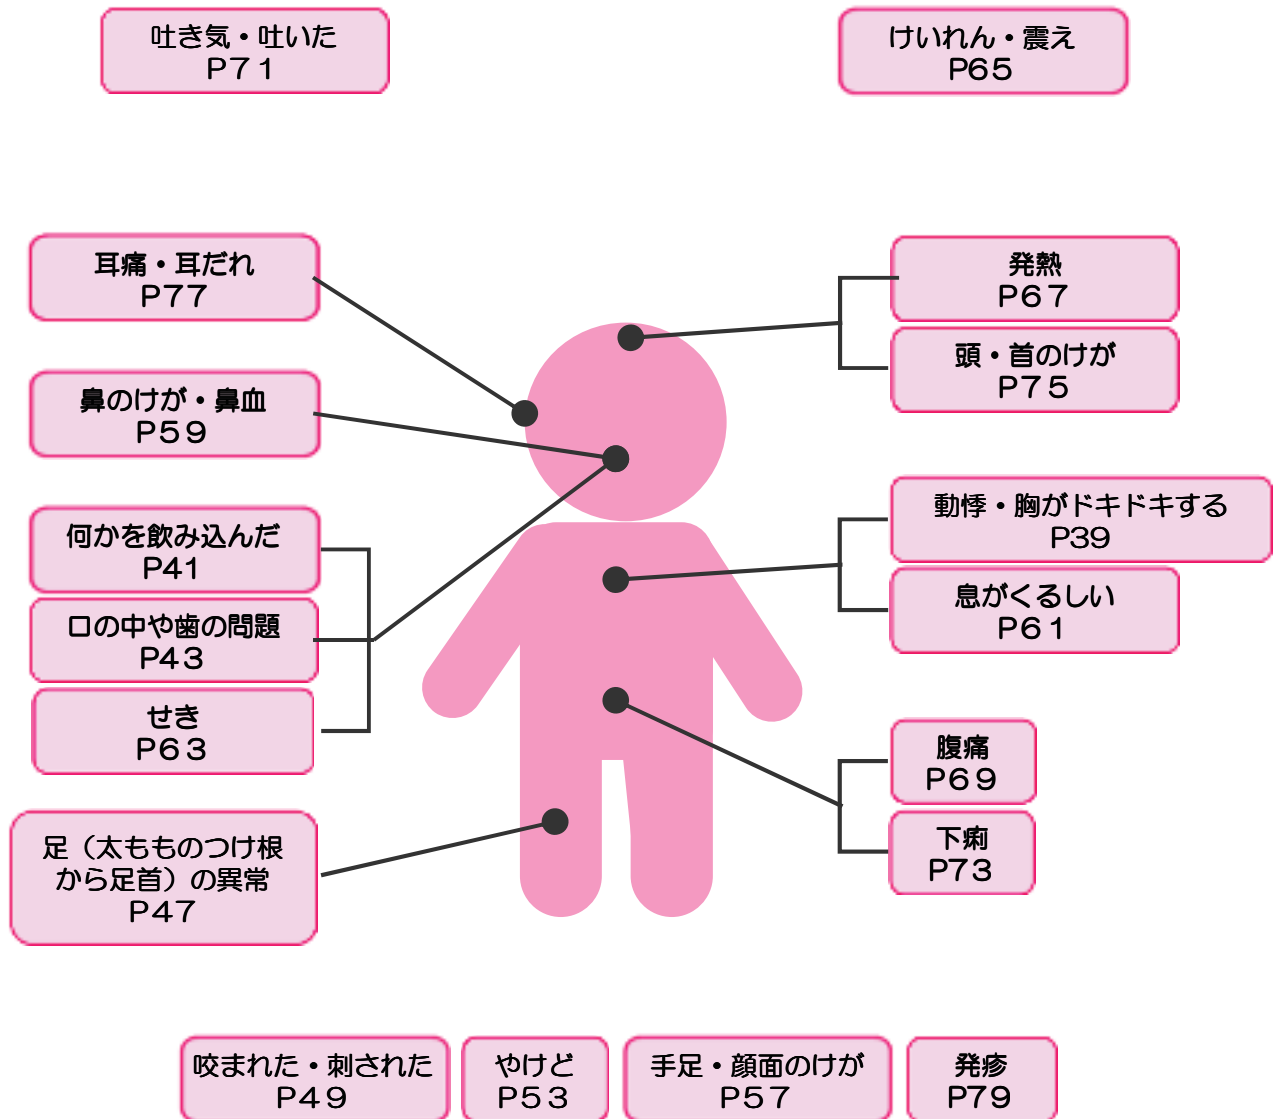 吐き気・吐いた
P７１
けいれん・震え
P65
耳痛・耳だれ
P77
発熱
P６７
頭・首のけが
P７５
鼻のけが・鼻血
P５９
何かを飲み込んだ
P41
口の中や歯の問題
P４３
せき
P６３
動悸・胸がドキドキする
P39
息がくるしい
P６１
腹痛
P６９
下痢
P73
足（太もものつけ根
から足首）の異常
P４７
咬まれた・刺された
P４９
やけど
P５３
手足・顔面のけが
P５７
発疹
P79